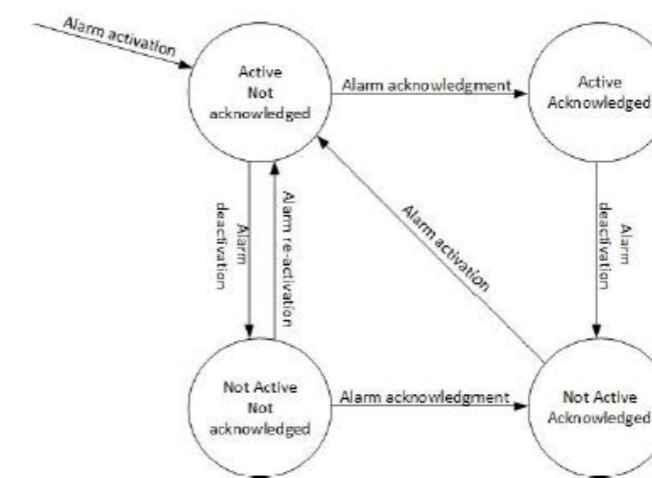 Alarm activation
Active
Not
acknowledged
Alarm acknowledgment
Active
Acknowledged
Alarm
deactivation
Alarm re-activation
Alarm activation
Alarm
deactivation
Not Active
Not
acknowledged
Alarm acknowledgment
Not Active
Acknowledged